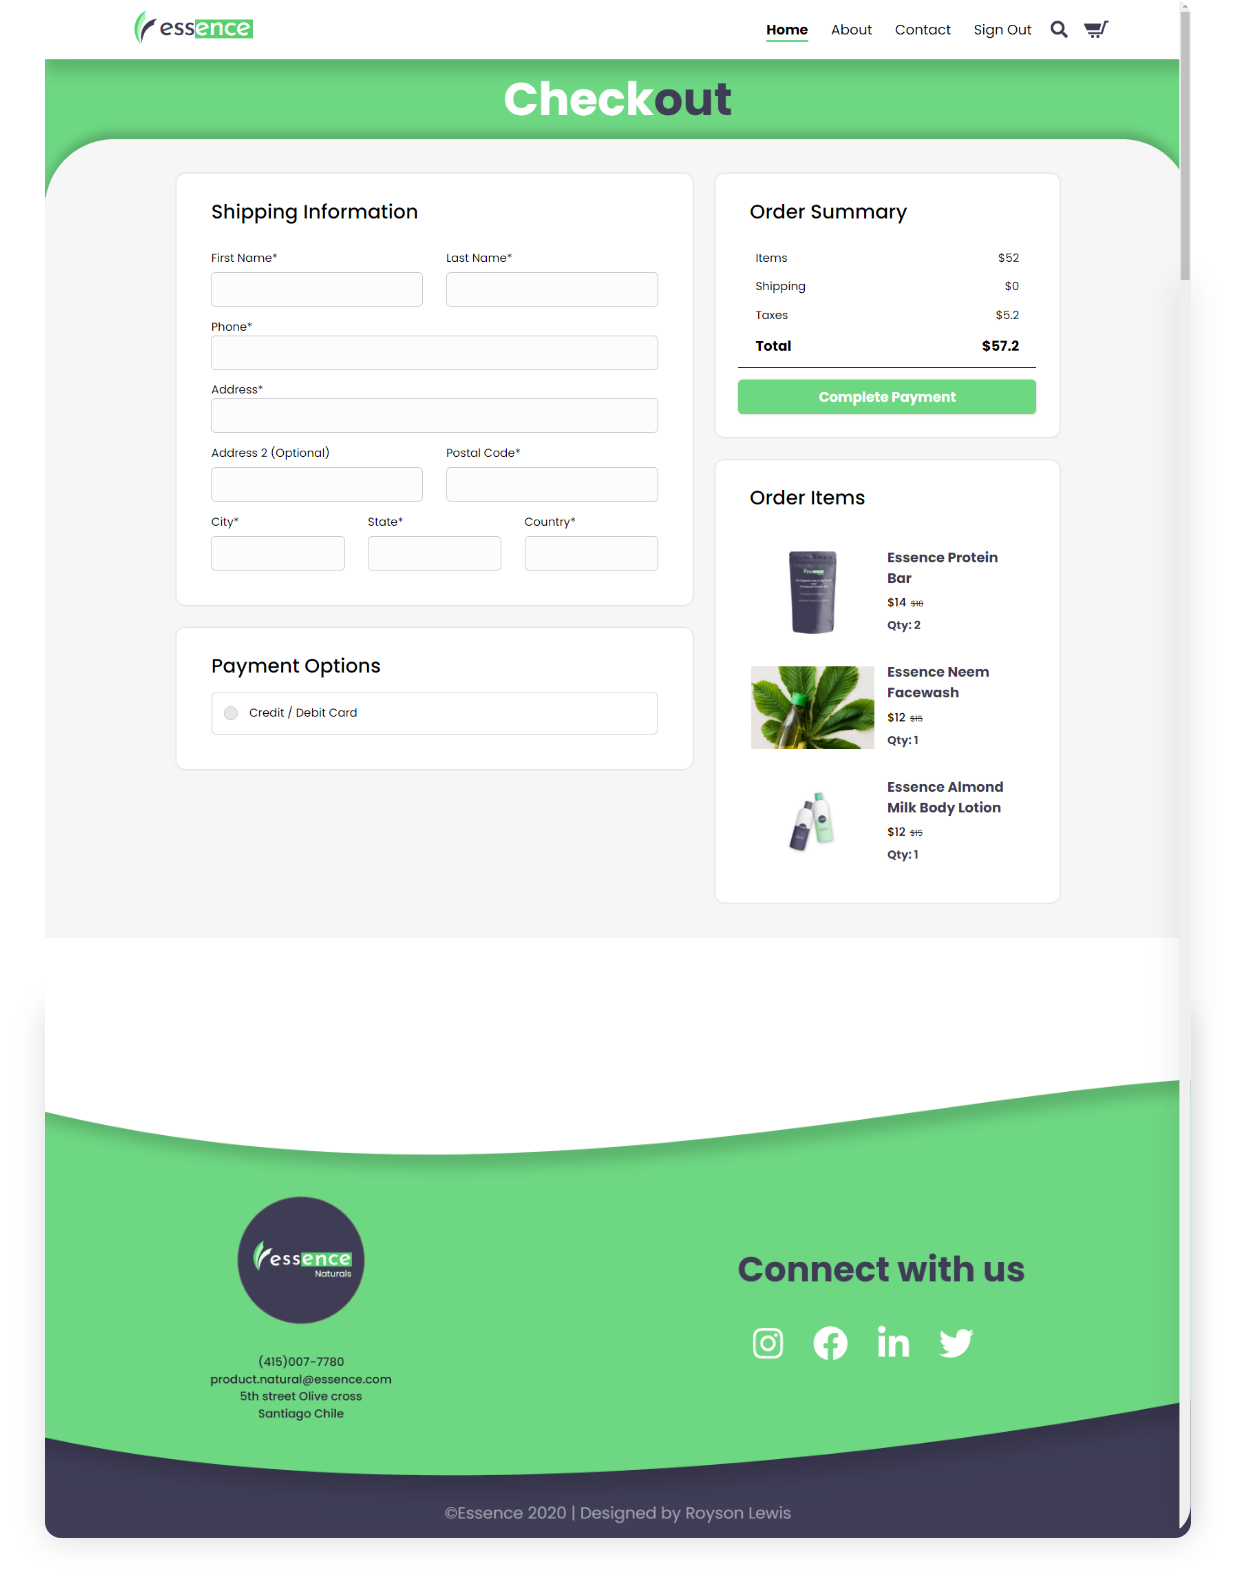 essence
Home
About
Contact
Sign Out
Checkout
Shipping Information
First Name*
Last Name*
Phone*
Address*
Address 2 (Optional)
Postal Code*
City*
State*
Country*
Payment Options
Credit / Debit Card
Order Summary
Items
$52
Shipping
$0
Taxes
$5.2
Total
$57.2
Complete Payment
Order Items
Essence Protein
Bar
$14 $18
Qty: 2
Essence Neem
Facewash
$12 $15
Qty: 1
Essence Almond
Milk Body Lotion
$12 $15
Qty: 1
essence
Naturals
(415)007-7780
product.natural@essence.com
5th street Olive cross
Santiago Chile
Connect with us
©Essence 2020 | Designed by Royson Lewis